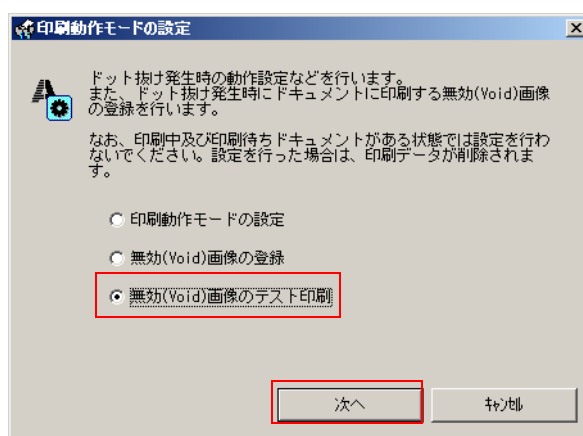 印刷動作モードの設定
ドット抜け発生時の動作設定などを行います。
また、ドット抜け発生時にドキュメントに印刷する無効(Void)画像
の登録を行います。
なお、印刷中及び印刷待ちドキュメントがある状態では設定を行わ
ないでください。設定を行った場合は、印刷データが削除されま
す。
印刷動作モードの設定
無効(Void)画像の登録
無効(Void)画像のテスト印刷
次へ
ｷｬﾝｾﾙ